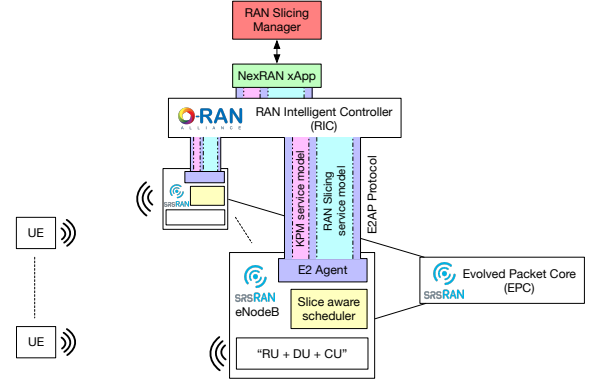 RAN Slicing
Manager
NexRAN xApp
O-RAN
ALLIANCE
RAN Intelligent Controller
(RIC)
srsRAN
KPM service model
RAN Slicing
service model
E2AP Protocol
UE
E2 Agent
srsRAN
eNodeB
Slice aware
scheduler
“RU + DU + CU”
srsRAN
Evolved Packet Core
(EPC)
UE